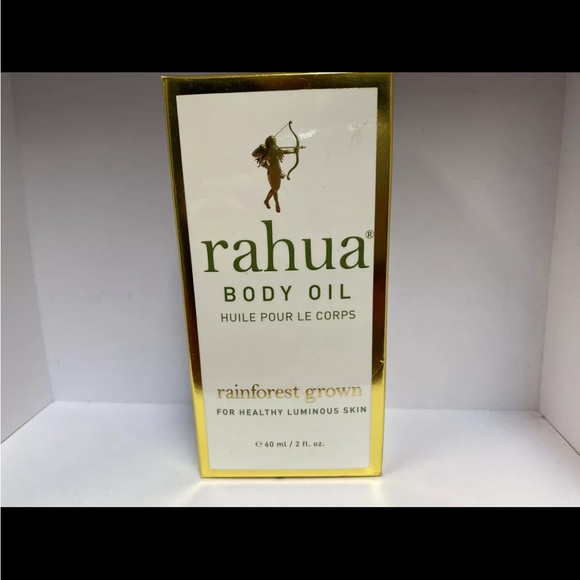 rahua®
BODY OIL
HUILE POUR LE CORPS
rainforest grown
FOR HEALTHY LUMINOUS SKIN
℮ 60 ml / 2 fl. oz.